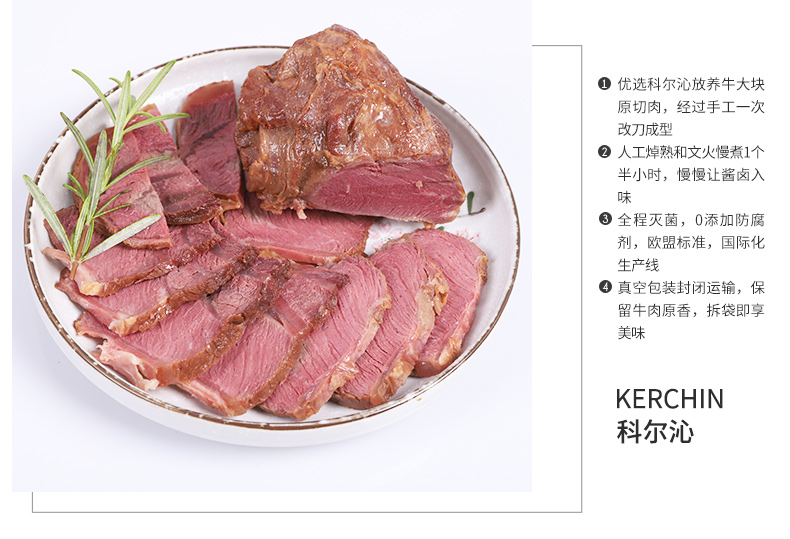 1 优选科尔沁放养牛大块
原切肉，经过手工一次
改刀成型
2 人工焯熟和文火慢煮1个
半小时，慢慢让酱卤入
味
3 全程灭菌，0添加防腐
剂，欧盟标准，国际化
生产线
4 真空包装封闭运输，保
留牛肉原香，拆袋即享
美味
KERCHIN
科尔沁